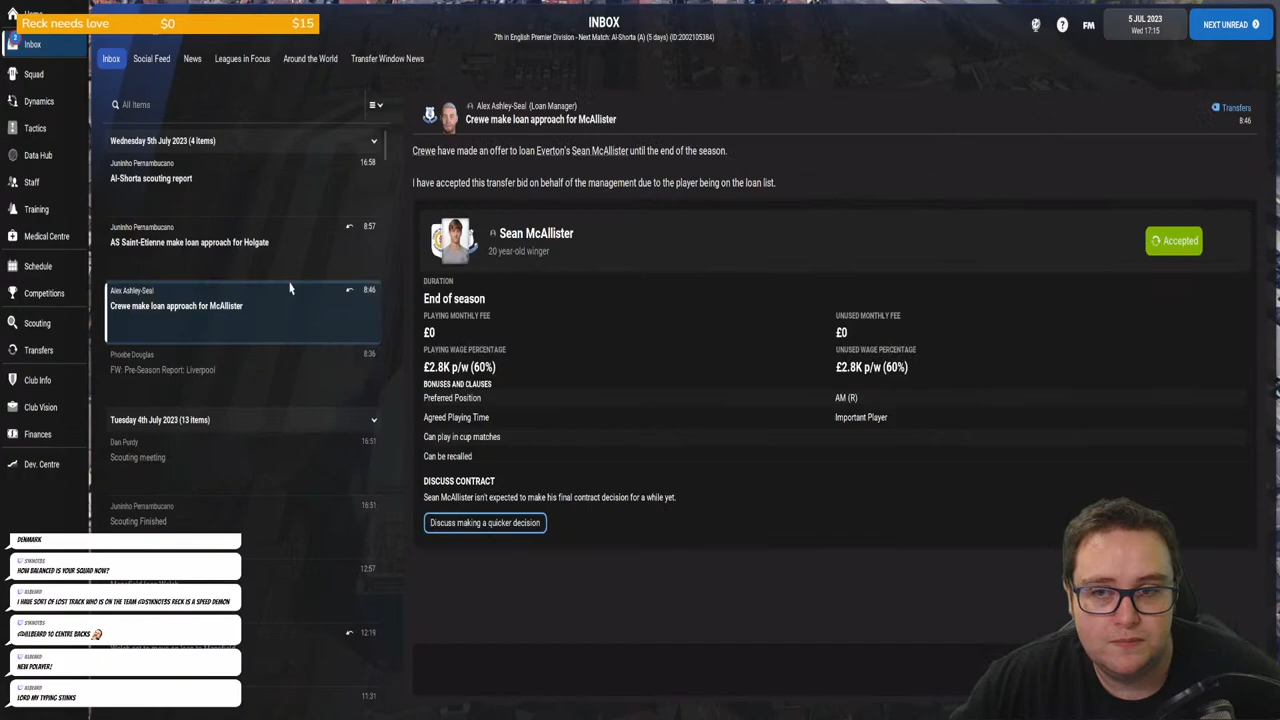 Home
Reck needs love $0 $15
INBOX
7th in English Premier Division - Next Match: Al-Shorta (A) (5 days) (ID:2002105384)
FM
5 JUL 2023
Wed 17:15
NEXT UNREAD
2
Inbox
Squad
Dynamics
Tactics
Data Hub
Staff
Training
Medical Centre
Schedule
Competitions
Scouting
Transfers
Club Info
Club Vision
Finances
Dev. Centre
Inbox Social Feed News Leagues in Focus Around the World Transfer Window News
All Items
Wednesday 5th July 2023 (4 items)
Juninho Pernambucano 16:58
Al-Shorta scouting report
Juninho Pernambucano 8:57
AS Saint-Etienne make loan approach for Holgate
Alex Ashley-Seal 8:46
Crewe make loan approach for McAllister
Phoebe Douglas 8:36
FW: Pre-Season Report: Liverpool
Tuesday 4th July 2023 (13 items)
Dan Purdy 16:51
Scouting meeting
Juninho Pernambucano 16:51
Scouting Finished
12:57
Mansfield loan Welch
12:19
11:31
Alex Ashley-Seal (Loan Manager)
Crewe make loan approach for McAllister
Transfers
8:46
Crewe have made an offer to loan Everton's Sean McAllister until the end of the season.
I have accepted this transfer bid on behalf of the management due to the player being on the loan list.
Sean McAllister
20 year-old winger
Accepted
DURATION
End of season
PLAYING MONTHLY FEE UNUSED MONTHLY FEE
£0 £0
PLAYING WAGE PERCENTAGE UNUSED WAGE PERCENTAGE
£2.8K p/w (60%) £2.8K p/w (60%)
BONUSES AND CLAUSES
Preferred Position AM (R)
Agreed Playing Time Important Player
Can play in cup matches
Can be recalled
DISCUSS CONTRACT
Sean McAllister isn't expected to make his final contract decision for a while yet.
Discuss making a quicker decision
DENMARK
HOW BALANCED IS YOUR SQUAD NOW?
I HAVE SORT OF LOST TRACK WHO IS ON THE TEAM @S1KNOT$S RECK IS A SPEED DEMON
10 CENTRE BACKS
NEW POLAYER!
LORD MY TYPING STINKS